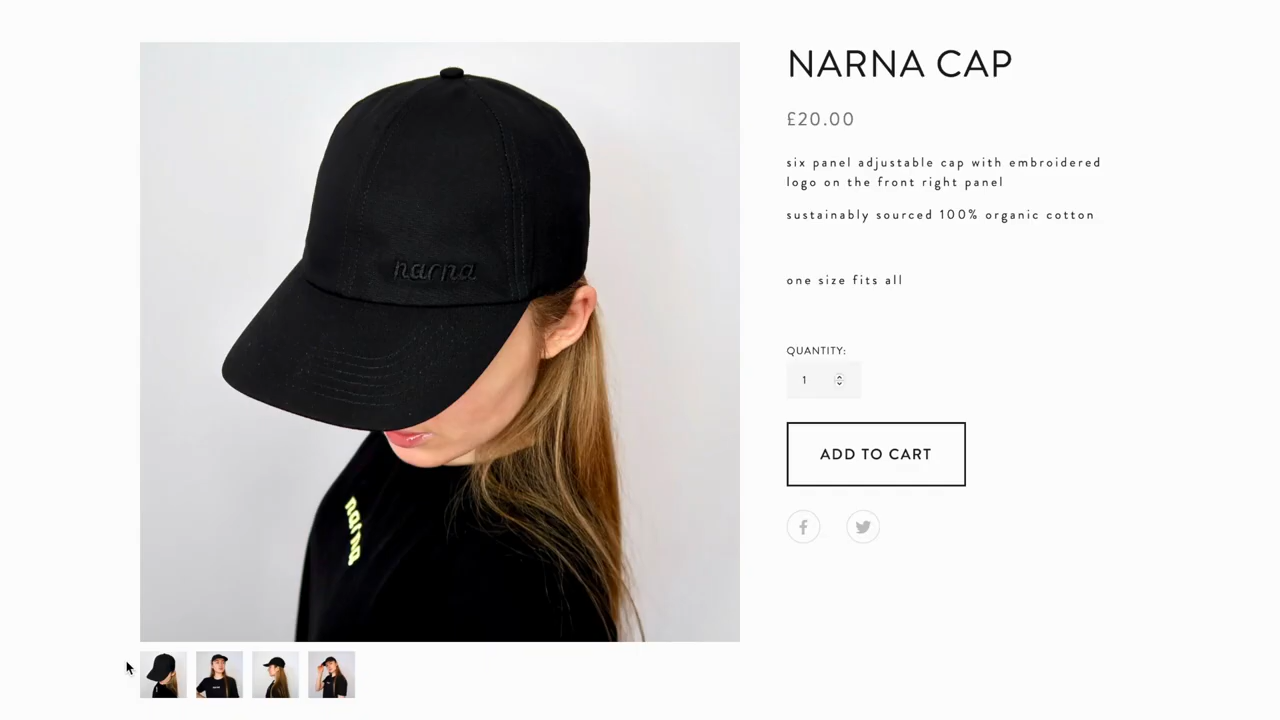 NARNA CAP
£20.00
six panel adjustable cap with embroidered
logo on the front right panel
sustainably sourced 100% organic cotton
one size fits all
QUANTITY:
1
ADD TO CART
narna
narna